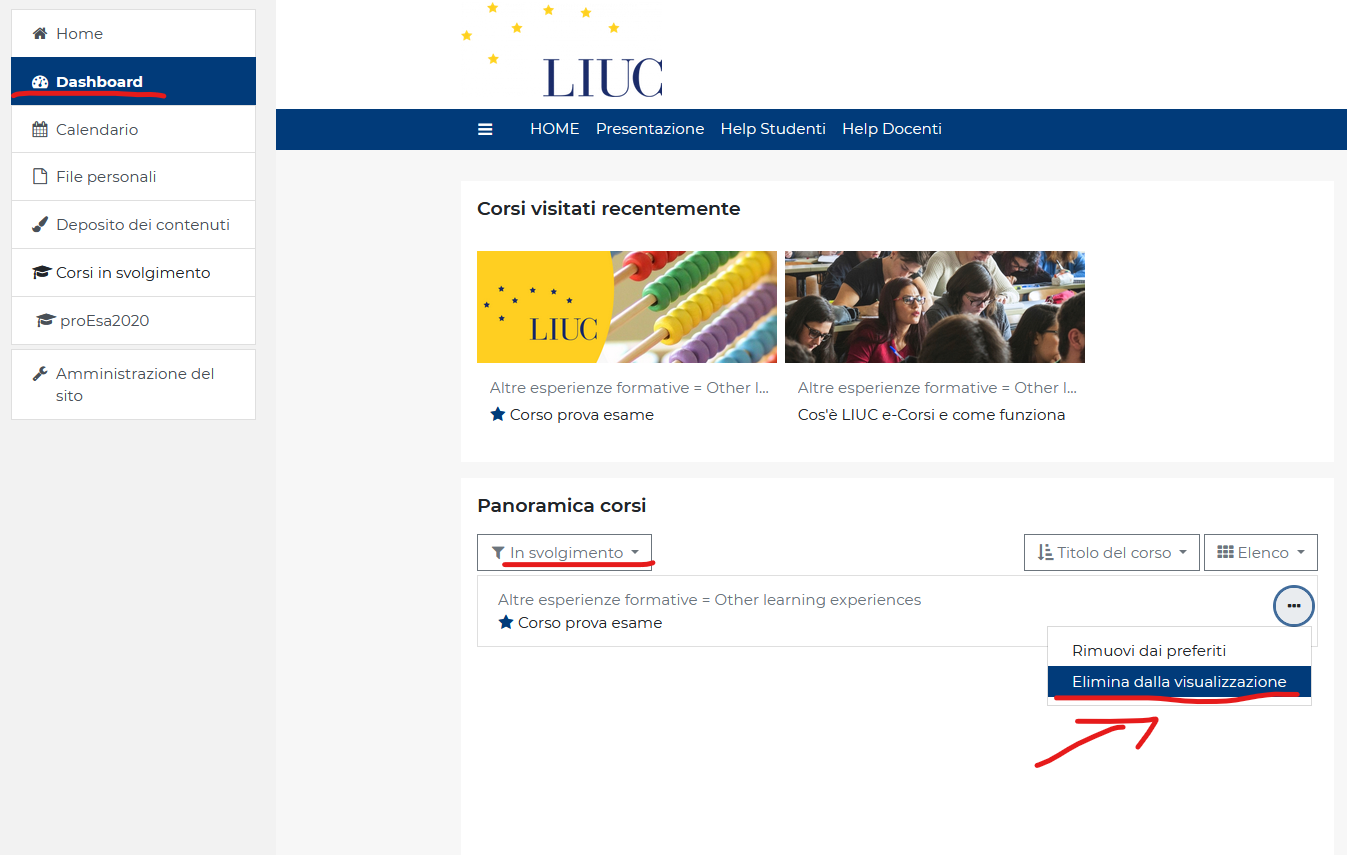 Home
Dashboard
Calendario
File personali
Deposito dei contenuti
Corsi in svolgimento
proEsa2020
Amministrazione del
sito
LIUC
HOME Presentazione Help Studenti Help Docenti
Corsi visitati recentemente
LIUC
Altre esperienze formative = Other l...
Corso prova esame
Altre esperienze formative = Other l...
Cos'è LIUC e-Corsi e come funziona
Panoramica corsi
In svolgimento
Titolo del corso
Elenco
Altre esperienze formative = Other learning experiences
Corso prova esame
Rimuovi dai preferiti
Elimina dalla visualizzazione